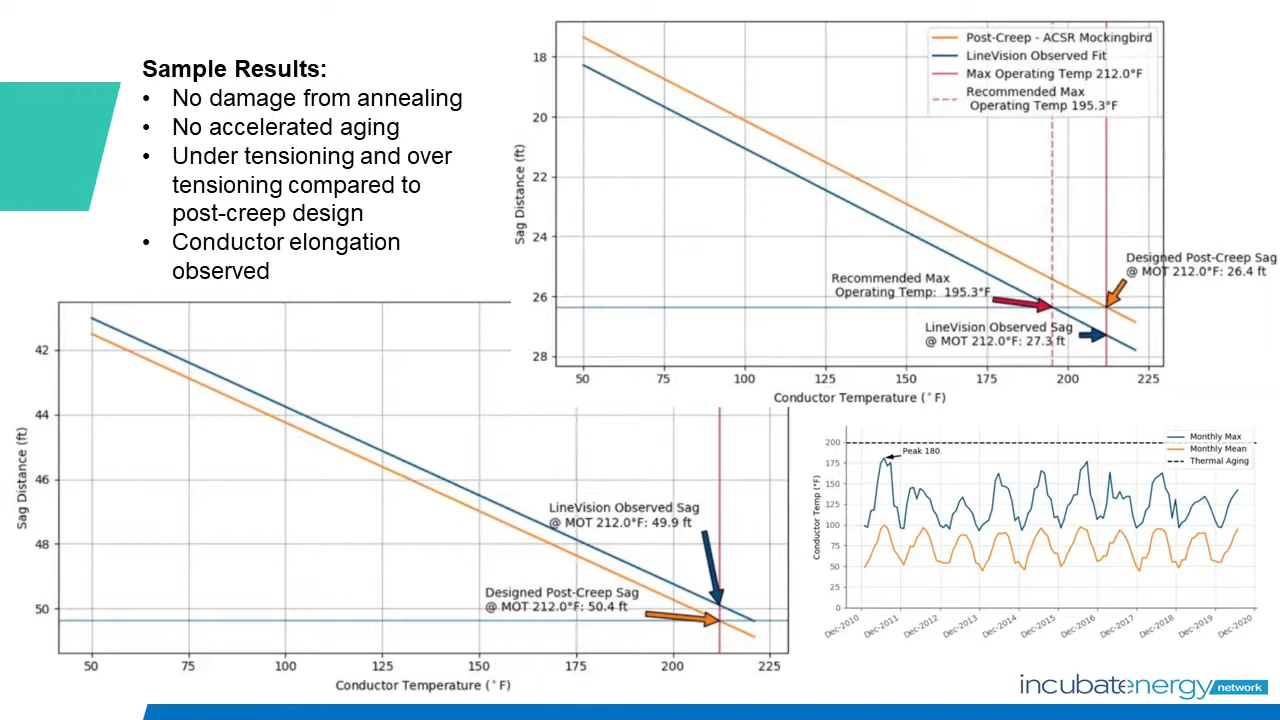 Sample Results:
• No damage from annealing
• No accelerated aging
• Under tensioning and over
tensioning compared to
post-creep design
• Conductor elongation
observed
Post-Creep - ACSR Mockingbird
LineVision Observed Fit
Max Operating Temp 212.0°F
Recommended Max
Operating Temp 195.3°F
18
20
22
24
26
28
Sag Distance (ft)
Designed Post-Creep Sag
@ MOT 212.0°F: 26.4 ft
Recommended Max
Operating Temp: 195.3°F
LineVision Observed Sag
@ MOT 212.0°F: 27.3 ft
50 75 100 125 150 175 200 225
Conductor Temperature (°F)
42
44
46
48
50
Sag Distance (ft)
LineVision Observed Sag
@ MOT 212.0°F: 49.9 ft
Designed Post-Creep Sag
@ MOT 212.0°F: 50.4 ft
50 75 100 125 150 175 200 225
Conductor Temperature (°F)
Monthly Max
Monthly Mean
Thermal Aging
Peak 180
200
175
150
125
100
75
50
25
0
Conductor Temp (°F)
Dec-2010 Dec-2011 Dec-2012 Dec-2013 Dec-2014 Dec-2015 Dec-2016 Dec-2017 Dec-2018 Dec-2019 Dec-2020
incubatenergy network